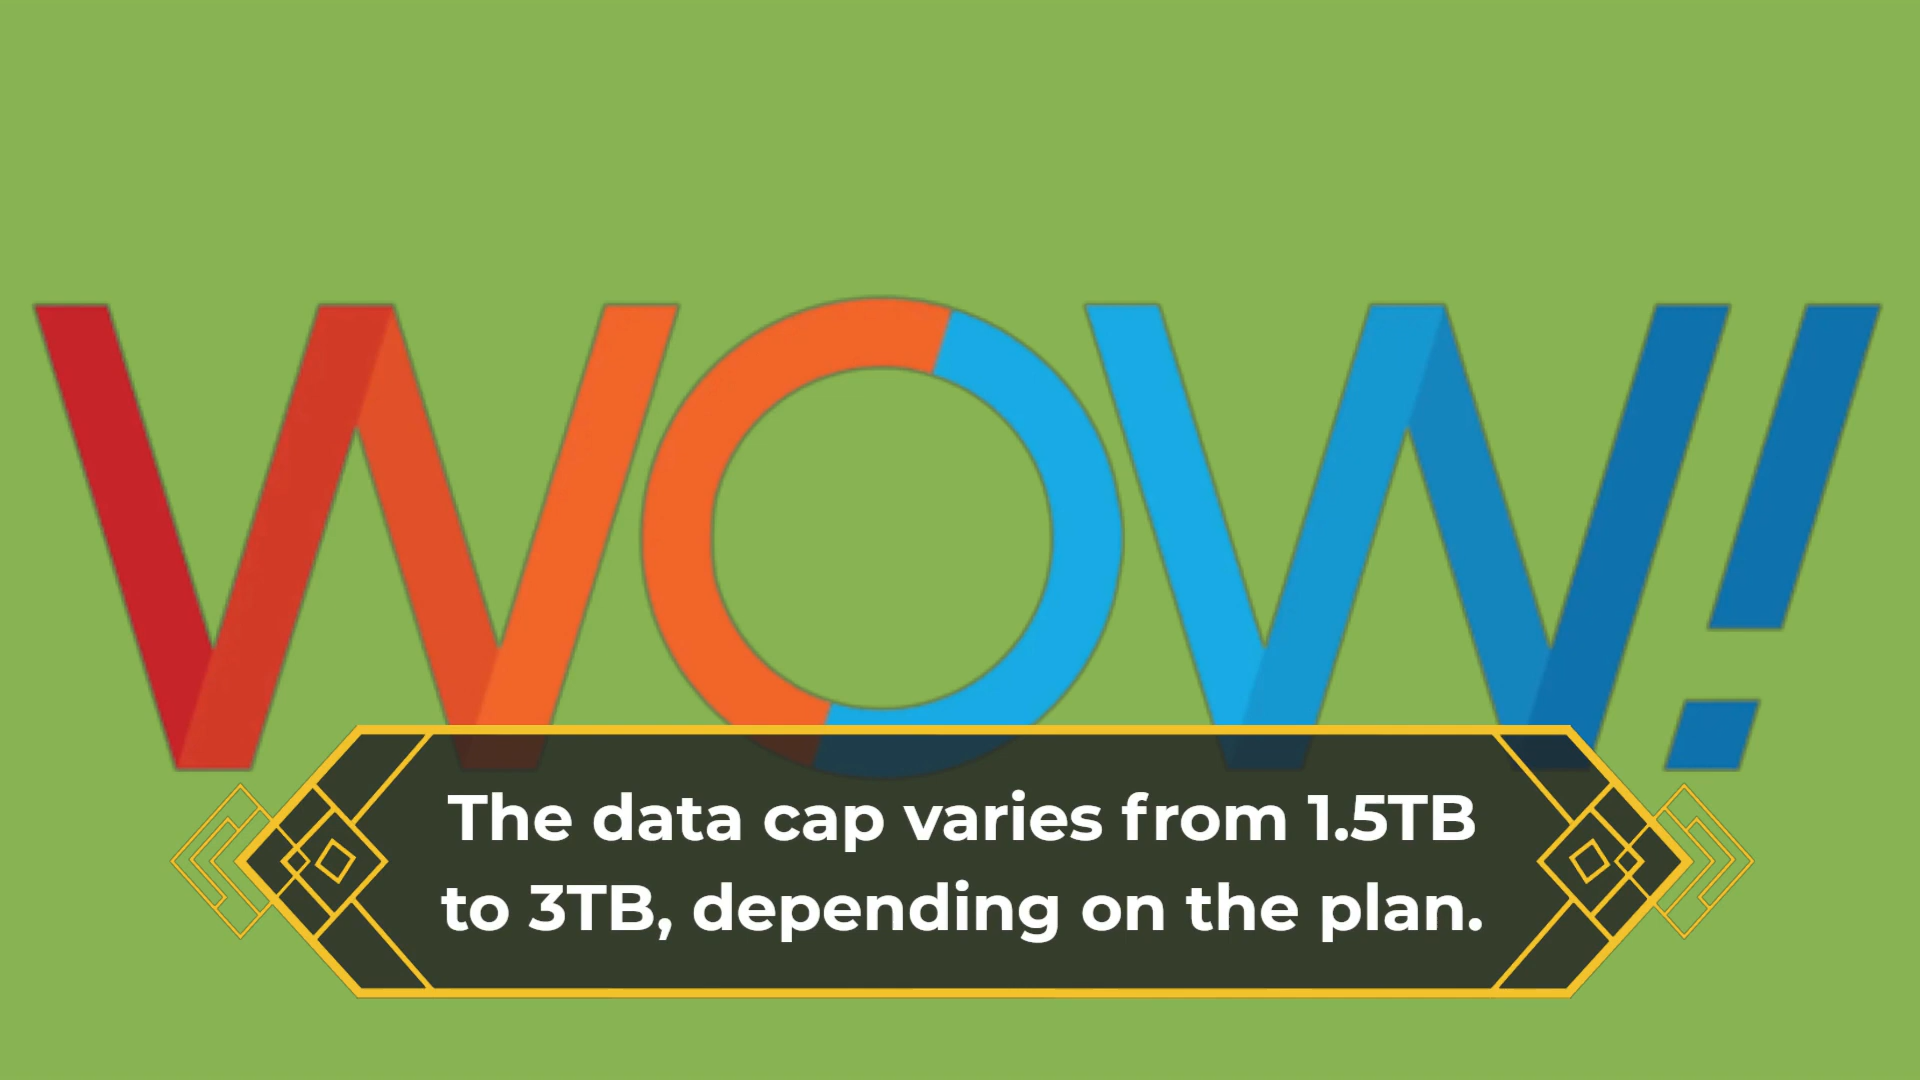 WOW!
The data cap varies from 1.5TB
to 3TB, depending on the plan.